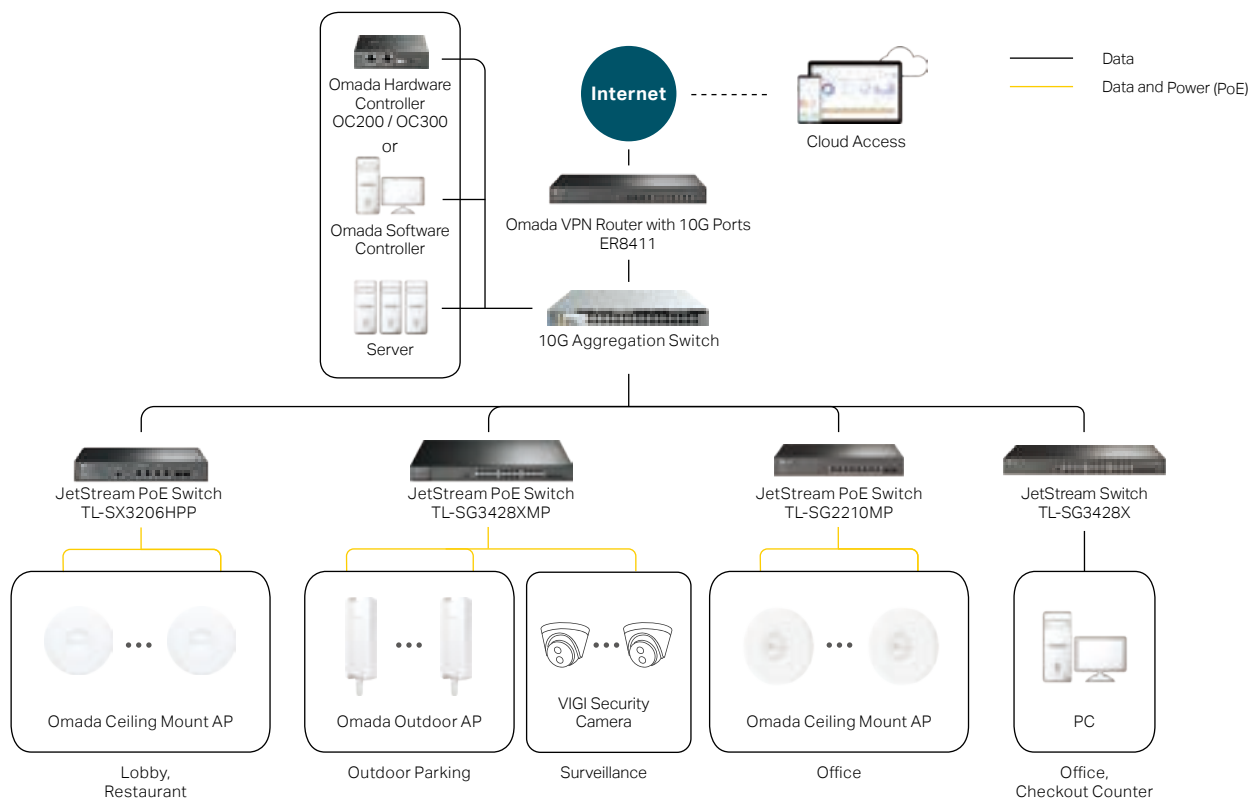 Omada Hardware
Controller
OC200 / OC300
or
Omada Software
Controller
Server
Internet
Cloud Access
Data
Data and Power (PoE)
Omada VPN Router with 10G Ports
ER8411
10G Aggregation Switch
JetStream PoE Switch
TL-SX3206HPP
JetStream PoE Switch
TL-SG3428XMP
JetStream PoE Switch
TL-SG2210MP
JetStream Switch
TL-SG3428X
Omada Ceiling Mount AP
Omada Outdoor AP
VIGI Security
Camera
Omada Ceiling Mount AP
PC
Lobby,
Restaurant
Outdoor Parking
Surveillance
Office
Office,
Checkout Counter